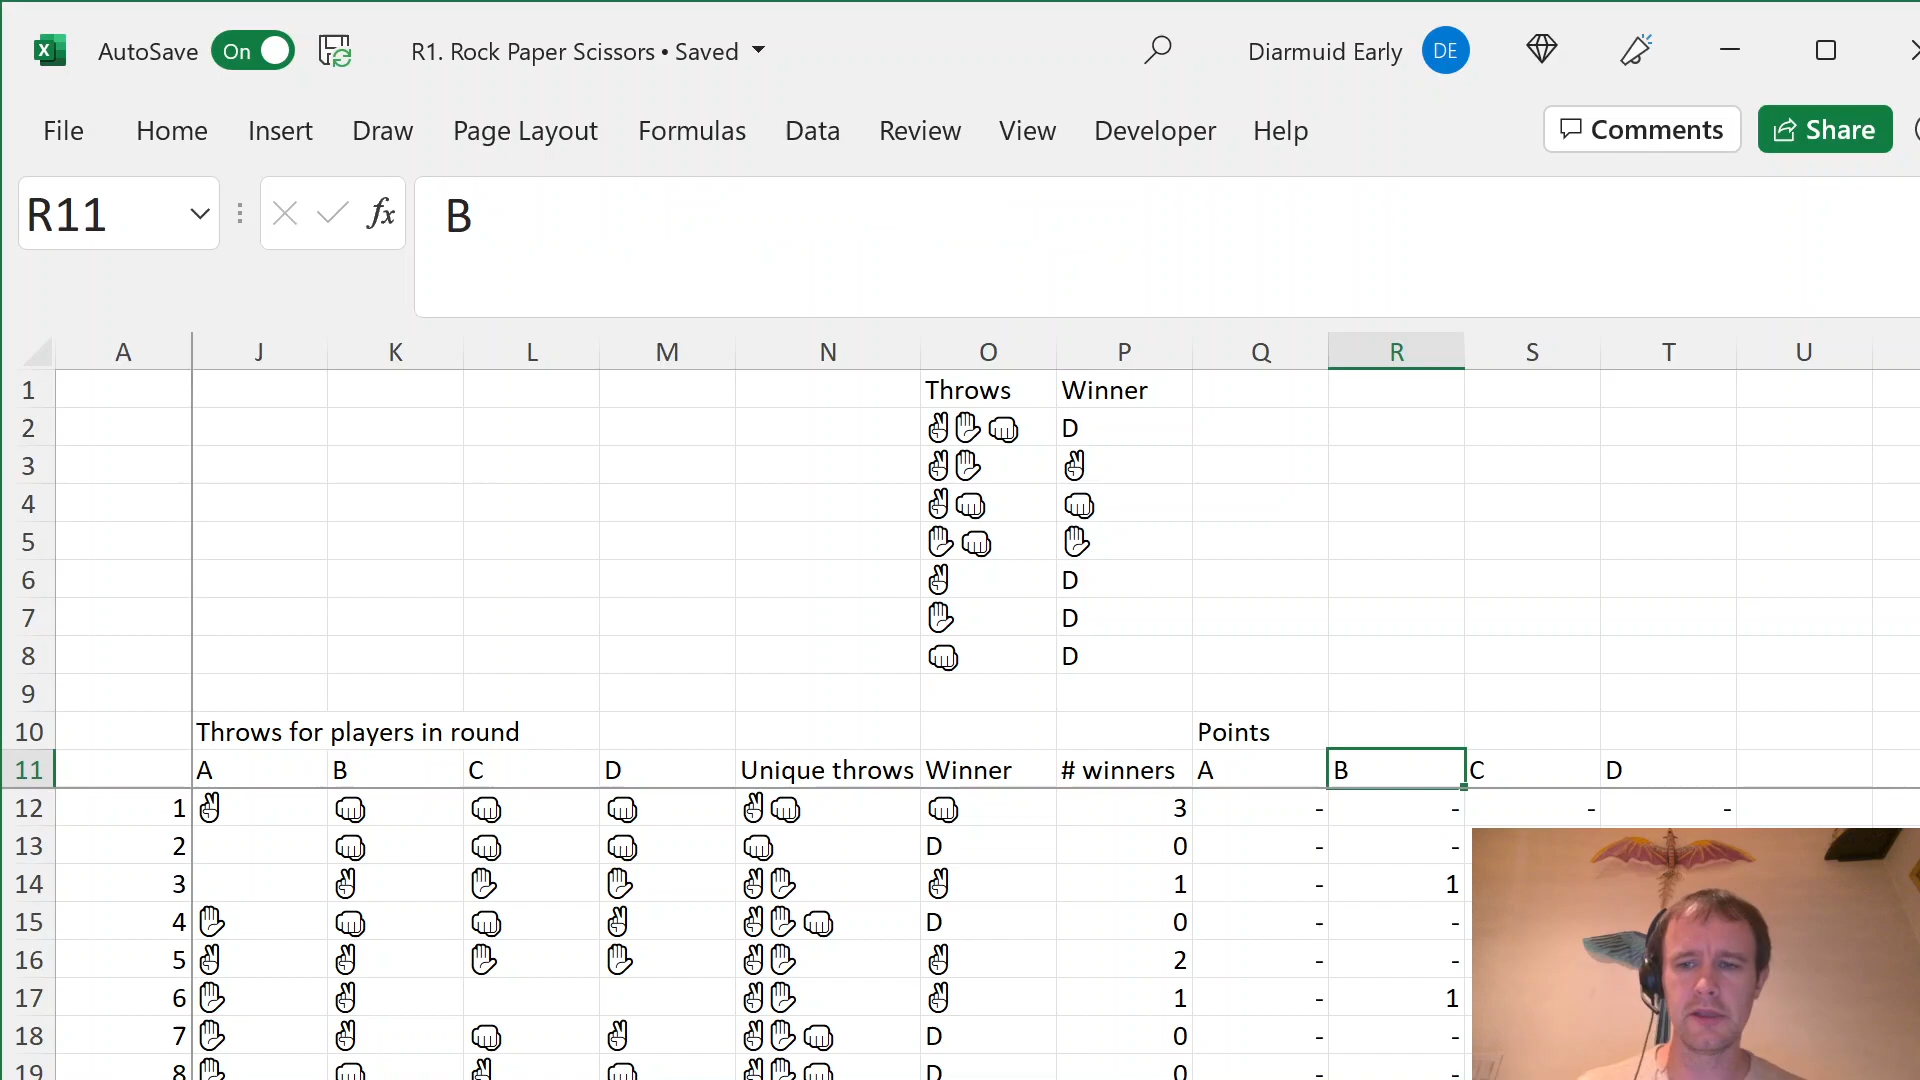 AutoSave On R1. Rock Paper Scissors • Saved Diarmuid Early DE
File Home Insert Draw Page Layout Formulas Data Review View Developer Help Comments Share
R11 fx B
A J K L M N O P Q R S T U
1 Throws Winner
2 ✌✋👊 D
3 ✌✋ ✌
4 ✌👊 👊
5 ✋👊 ✋
6 ✌ D
7 ✋ D
8 👊 D
9
10 Throws for players in round Points
11 A B C D Unique throws Winner # winners A B C D
12 1 ✌ 👊 👊 👊 ✌👊 👊 3 - - - -
13 2 👊 👊 👊 👊 D 0 - -
14 3 ✌ ✋ ✋ ✌✋ ✌ 1 - 1
15 4 ✋ 👊 👊 ✌ ✌✋👊 D 0 - -
16 5 ✌ ✌ ✋ ✋ ✌✋ ✌ 2 - -
17 6 ✋ ✌ ✌✋ ✌ 1 - 1
18 7 ✋ ✌ 👊 ✌ ✌✋👊 D 0 - -
19 8 ✋ 👊 ✌ 👊 ✌✋👊 D 0 - -